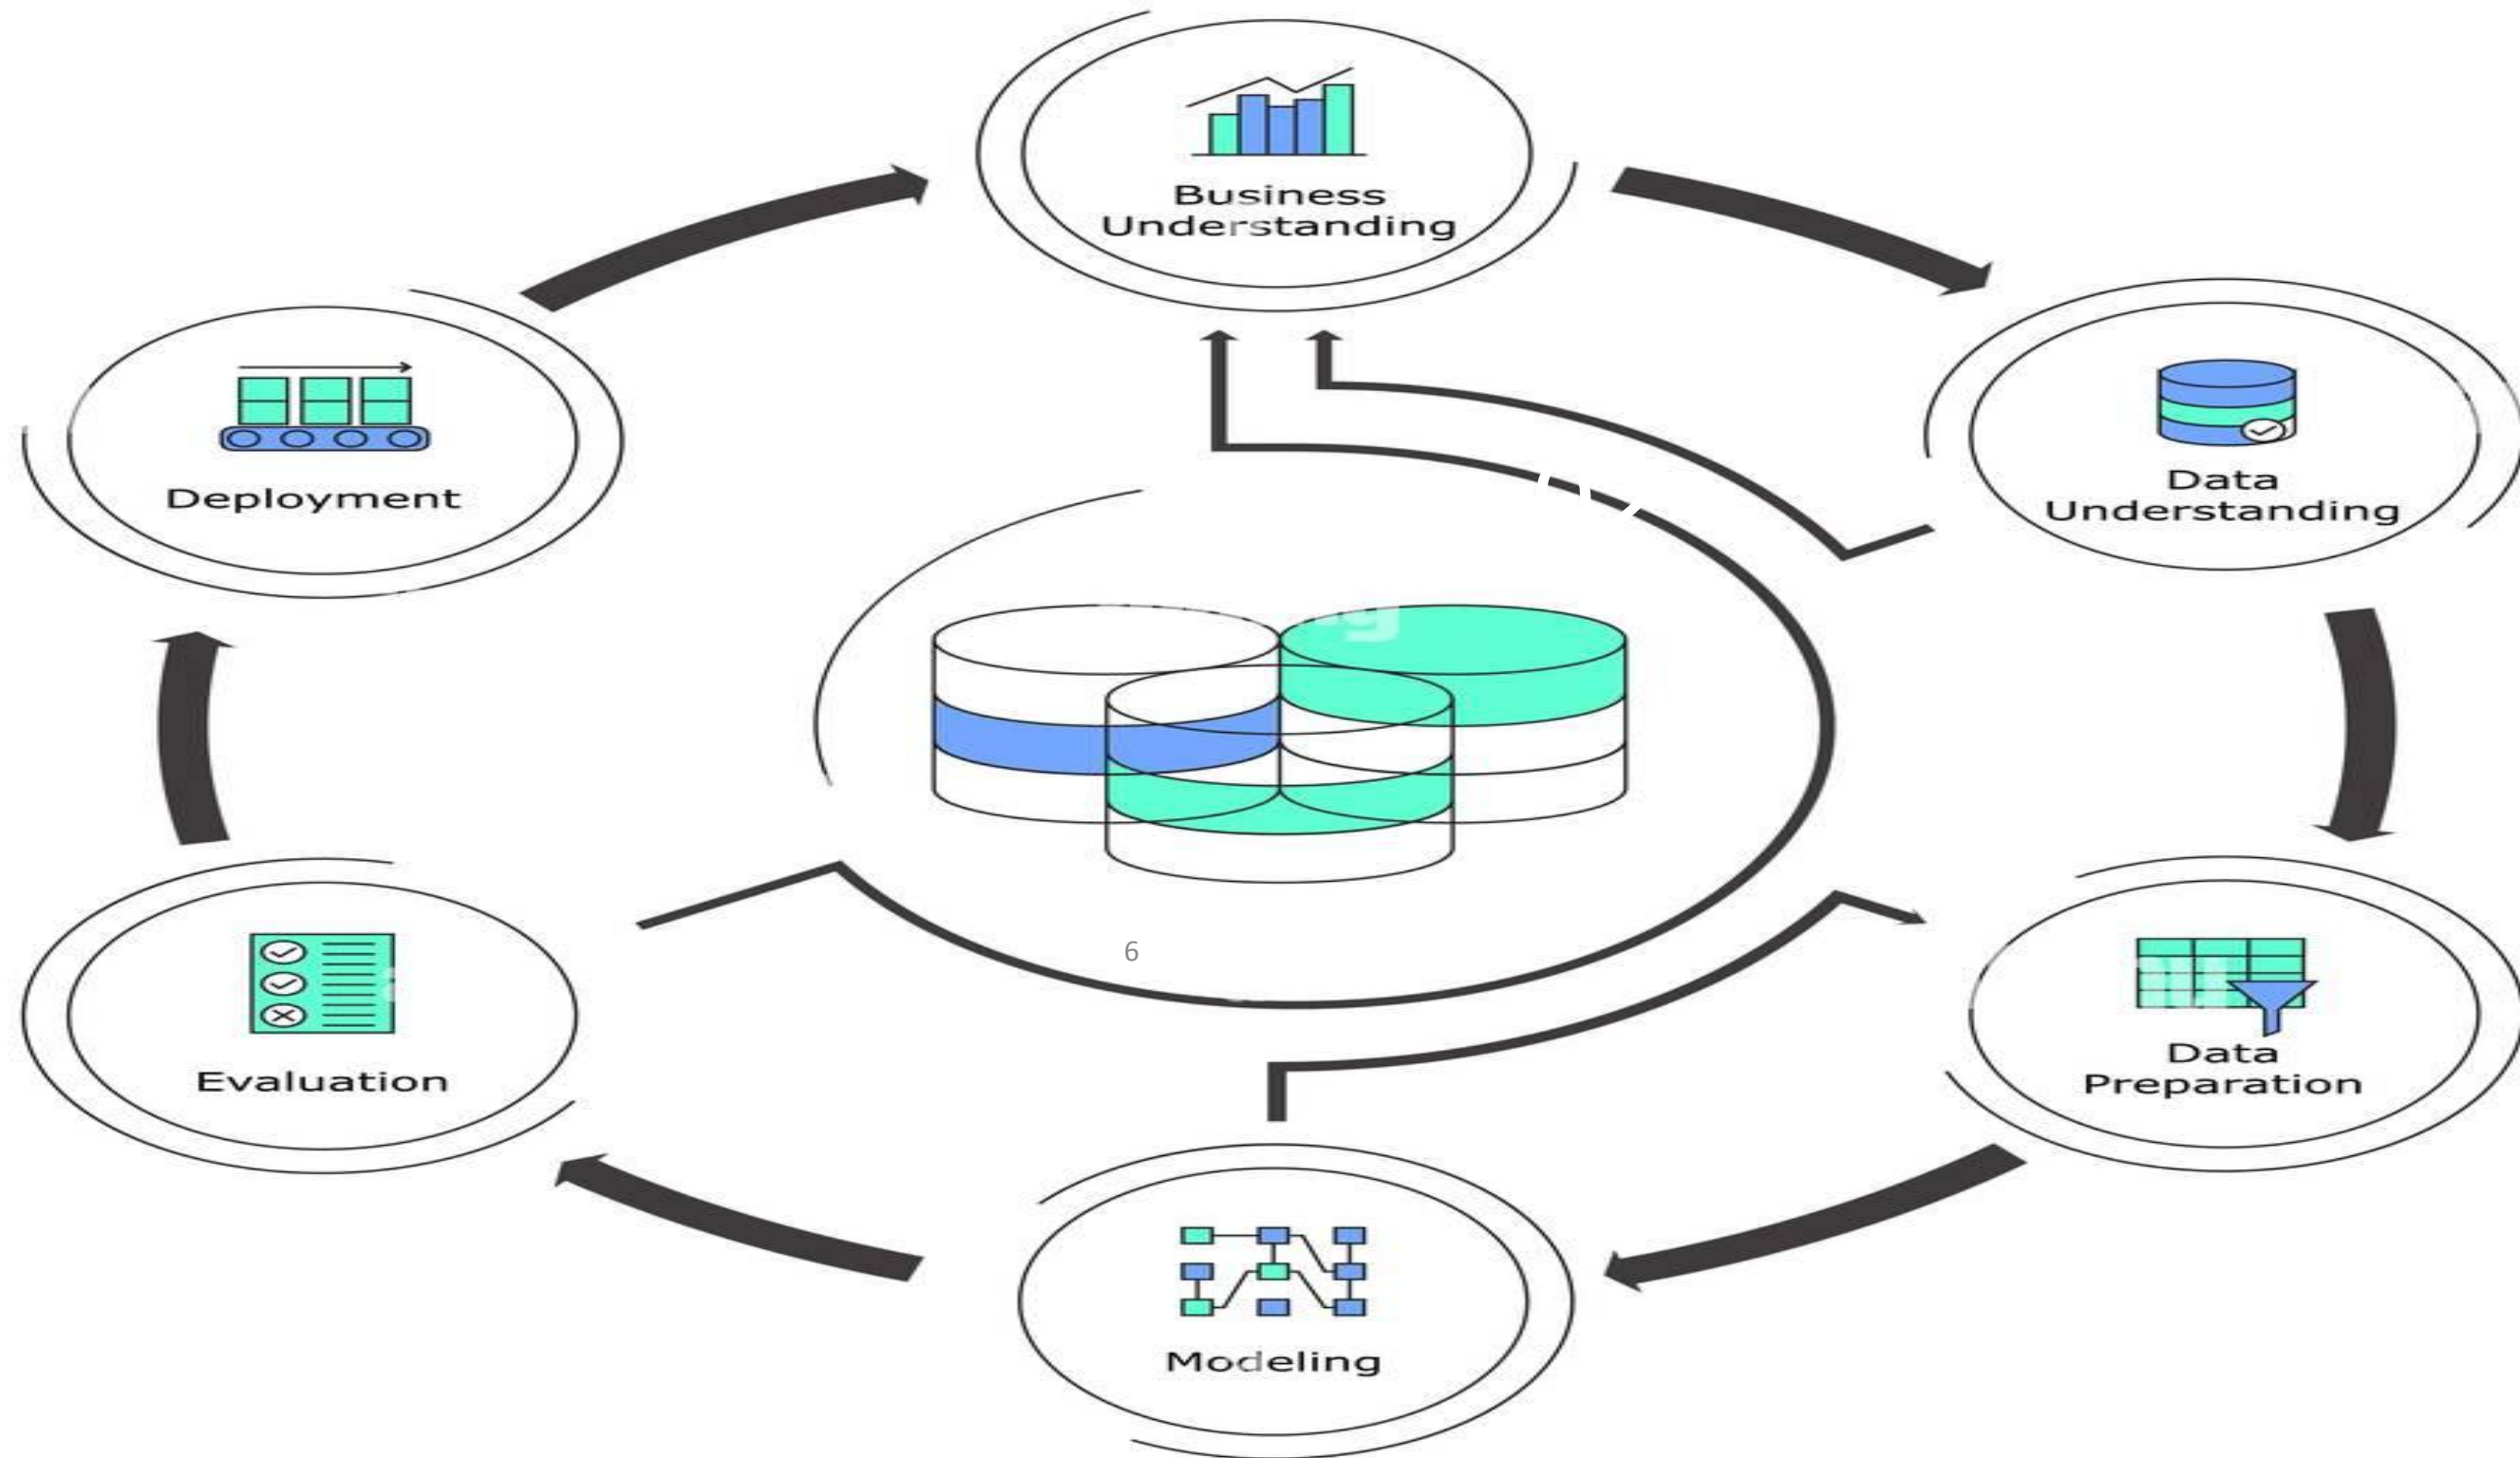 Business
Understanding
Data
Understanding
Deployment
6
Data
Preparation
Evaluation
Modeling